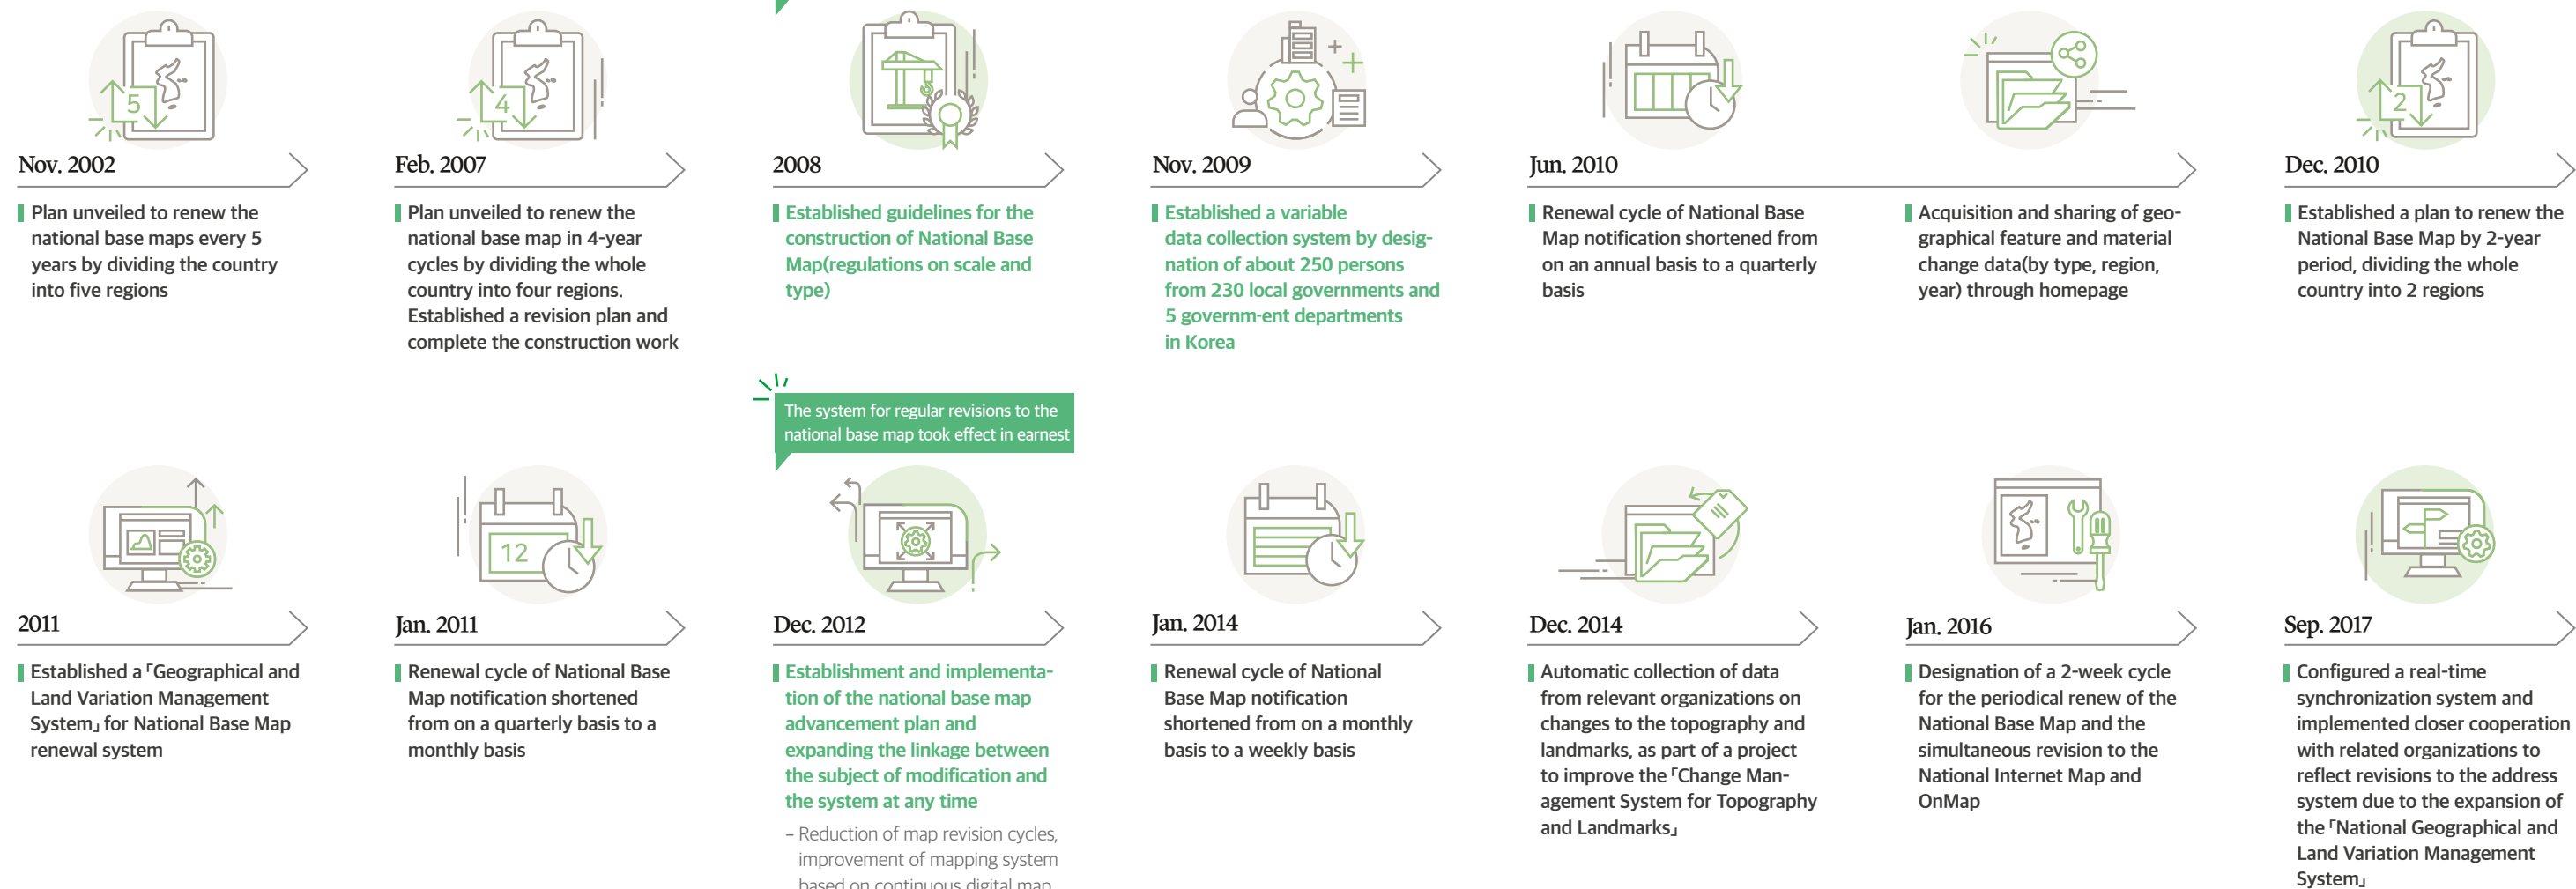 5
Nov. 2002
Plan unveiled to renew the
national base maps every 5
years by dividing the country
into five regions
4
Feb. 2007
Plan unveiled to renew the
national base map in 4-year
cycles by dividing the whole
country into four regions.
Established a revision plan and
complete the construction work
2008
Established guidelines for the
construction of National Base
Map(regulations on scale and
type)
Nov. 2009
Established a variable
data collection system by desig-
nation of about 250 persons
from 230 local governments and
5 governm-ent departments
in Korea
Jun. 2010
Renewal cycle of National Base
Map notification shortened from
on an annual basis to a quarterly
basis
Acquisition and sharing of geo-
graphical feature and material
change data(by type, region,
year) through homepage
2
Dec. 2010
Established a plan to renew the
National Base Map by 2-year
period, dividing the whole
country into 2 regions
2011
Established a「Geographical and
Land Variation Management
System」for National Base Map
renewal system
12
Jan. 2011
Renewal cycle of National Base
Map notification shortened
from on a quarterly basis to a
monthly basis
The system for regular revisions to the
national base map took effect in earnest
Dec. 2012
Establishment and implementa-
tion of the national base map
advancement plan and
expanding the linkage between
the subject of modification and
the system at any time
– Reduction of map revision cycles,
improvement of mapping system
based on continuous digital map
Jan. 2014
Renewal cycle of National
Base Map notification
shortened from on a monthly
basis to a weekly basis
Dec. 2014
Automatic collection of data
from relevant organizations on
changes to the topography and
landmarks, as part of a project
to improve the「Change Man-
agement System for Topography
and Landmarks」
Jan. 2016
Designation of a 2-week cycle
for the periodical renew of the
National Base Map and the
simultaneous revision to the
National Internet Map and
OnMap
Sep. 2017
Configured a real-time
synchronization system and
implemented closer cooperation
with related organizations to
reflect revisions to the address
system due to the expansion of
the「National Geographical and
Land Variation Management
System」